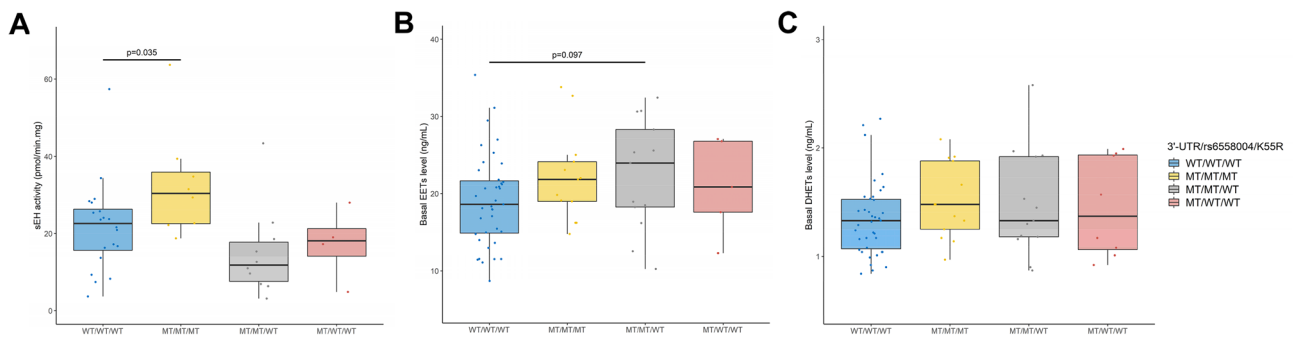 A
sEH activity (pmol/min.mg)
60
40
20
0
p=0.035
WT/WT/WT
MT/MT/MT
MT/MT/WT
MT/WT/WT
B
Basal EETs level (ng/mL)
40
30
20
10
p=0.097
WT/WT/WT
MT/MT/MT
MT/MT/WT
MT/WT/WT
C
Basal DHETs level (ng/mL)
3
2
1
WT/WT/WT
MT/MT/MT
MT/MT/WT
MT/WT/WT
3'-UTR/rs6558004/K55R
WT/WT/WT
MT/MT/MT
MT/MT/WT
MT/WT/WT